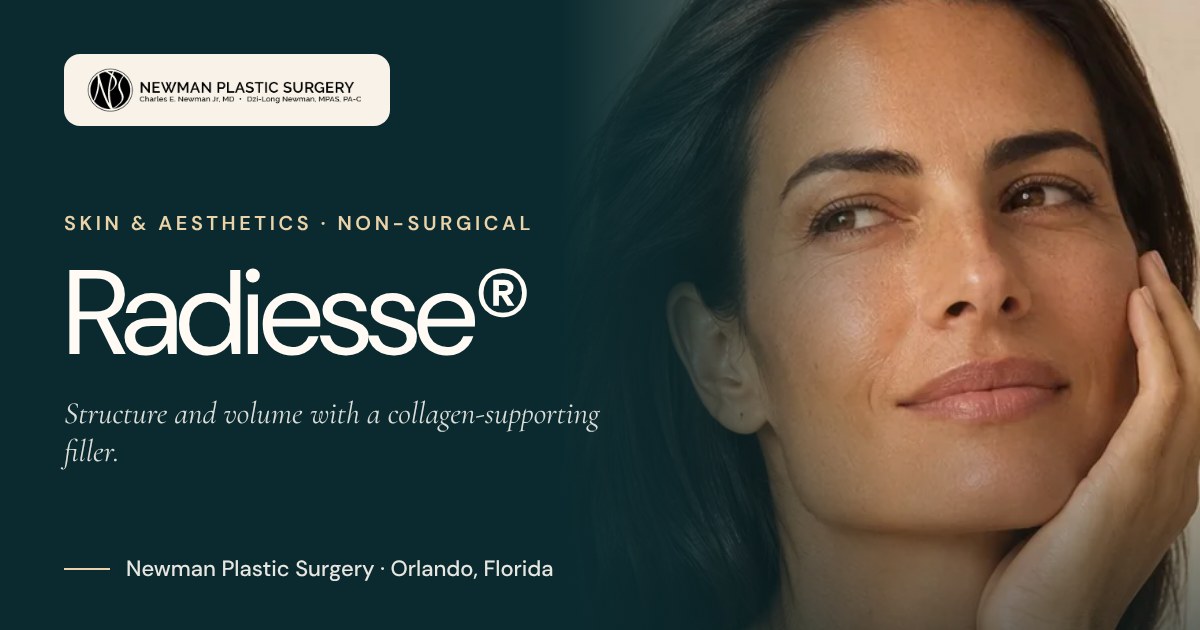 NPS
NEWMAN PLASTIC SURGERY
Charles E. Newman Jr, MD • Dzi-Long Newman, MPAS, PA-C
SKIN & AESTHETICS · NON-SURGICAL
Radiesse®
Structure and volume with a collagen-supporting
filler.
Newman Plastic Surgery · Orlando, Florida